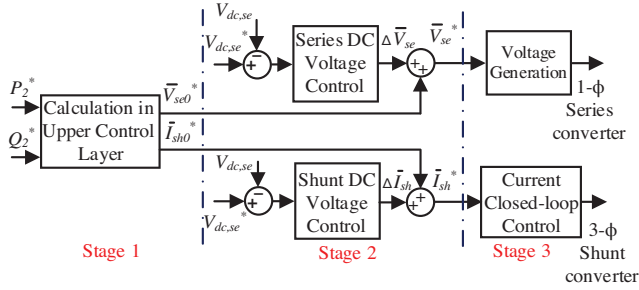 V_dc,se
V_dc,se*
Series DC
Voltage
Control
Δ V̄_se
V̄_se*
Voltage
Generation
1-ϕ
Series
converter
P_2*
Q_2*
Calculation in
Upper Control
Layer
V̄_se0*
Ī_sh0*
V_dc,se
V_dc,se*
Shunt DC
Voltage
Control
Δ Ī_sh
Ī_sh*
Current
Closed-loop
Control
3-ϕ
Shunt
converter
Stage 1
Stage 2
Stage 3